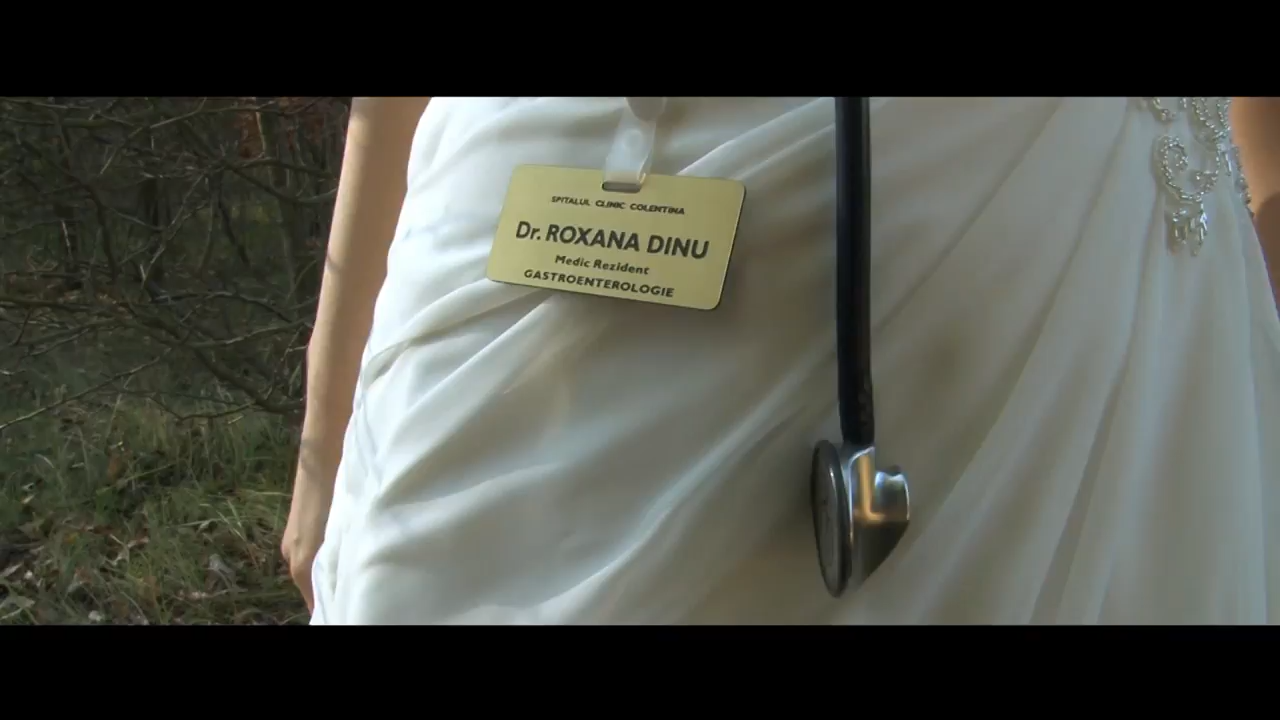 SPITALUL CLINIC COLENTINA
Dr. ROXANA DINU
Medic Rezident
GASTROENTEROLOGIE